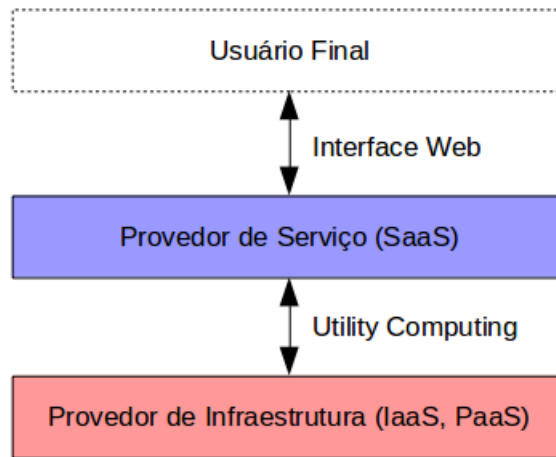 Usuário Final
Interface Web
Provedor de Serviço (SaaS)
Utility Computing
Provedor de Infraestrutura (IaaS, PaaS)